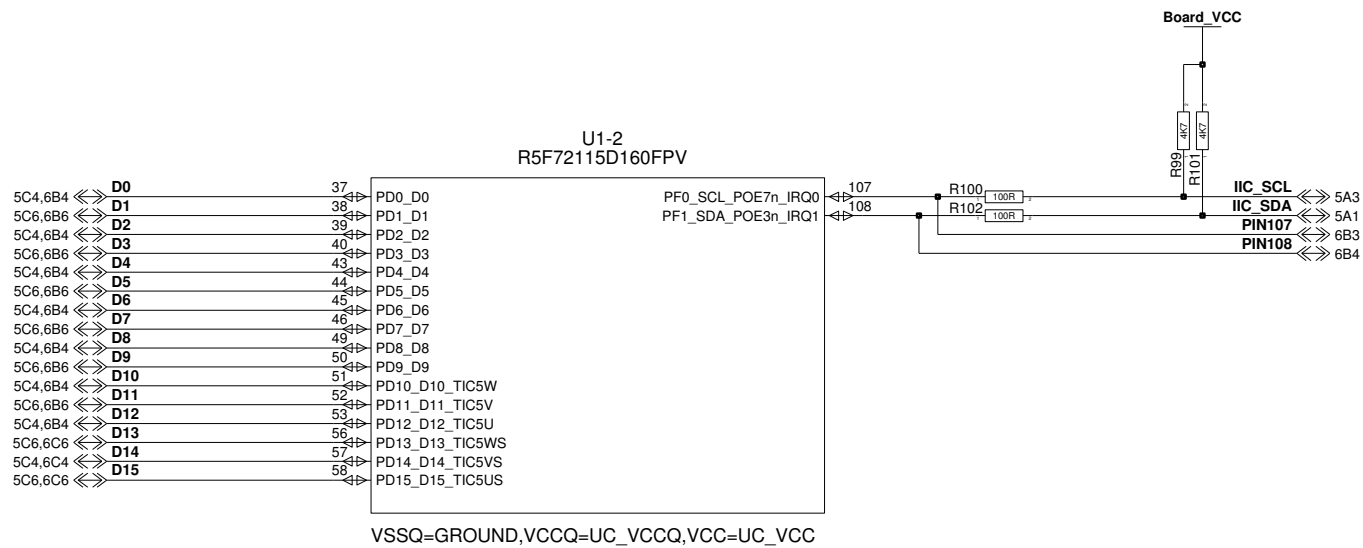 Board_VCC
4K7
4K7
R99
R101
U1-2
R5F72115D160FPV
5C4,6B4 D0 37 PD0_D0
5C6,6B6 D1 38 PD1_D1
5C4,6B4 D2 39 PD2_D2
5C6,6B6 D3 40 PD3_D3
5C4,6B4 D4 43 PD4_D4
5C6,6B6 D5 44 PD5_D5
5C4,6B4 D6 45 PD6_D6
5C6,6B6 D7 46 PD7_D7
5C4,6B4 D8 49 PD8_D8
5C6,6B6 D9 50 PD9_D9
5C4,6B4 D10 51 PD10_D10_TIC5W
5C6,6B6 D11 52 PD11_D11_TIC5V
5C4,6B4 D12 53 PD12_D12_TIC5U
5C6,6C6 D13 56 PD13_D13_TIC5WS
5C4,6C4 D14 57 PD14_D14_TIC5VS
5C6,6C6 D15 58 PD15_D15_TIC5US
PF0_SCL_POE7n_IRQ0 107 R100 100R IIC_SCL 5A3
PF1_SDA_POE3n_IRQ1 108 R102 100R IIC_SDA 5A1
PIN107 6B3
PIN108 6B4
VSSQ=GROUND,VCCQ=UC_VCCQ,VCC=UC_VCC